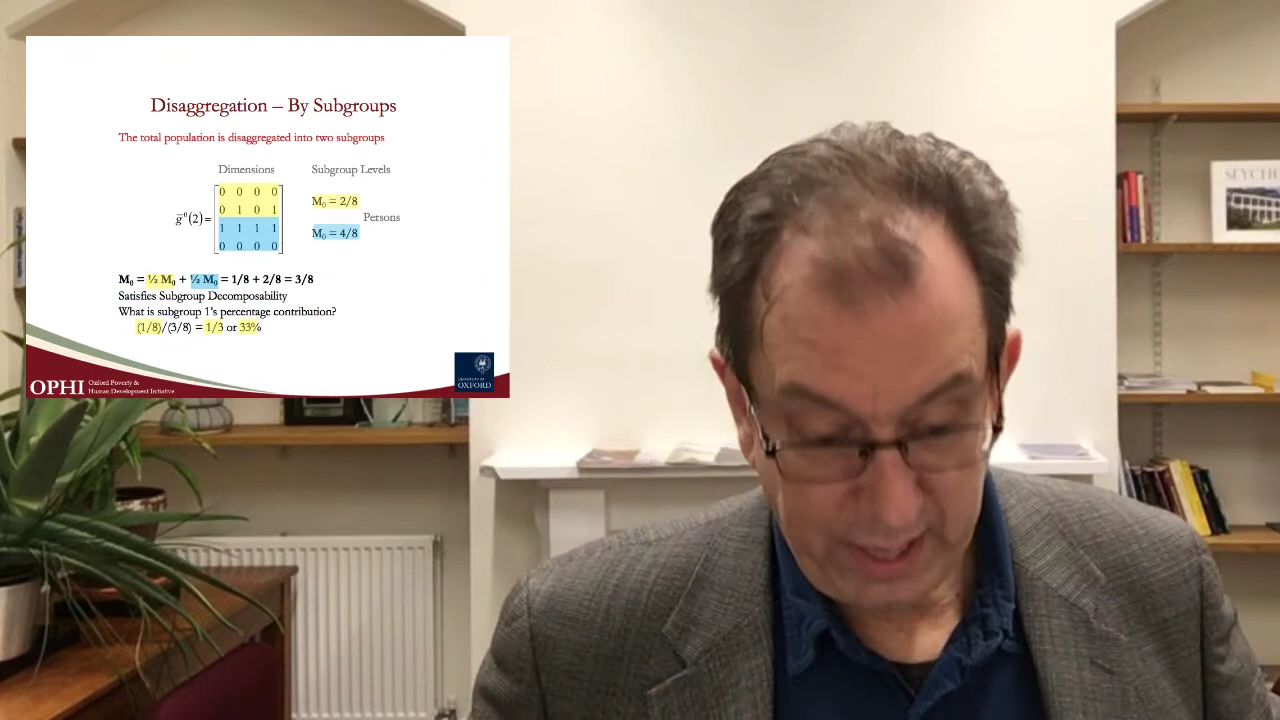 Disaggregation – By Subgroups
The total population is disaggregated into two subgroups
Dimensions Subgroup Levels
0 0 0 0
M₀ = 2/8
0 1 0 1
g̅⁰(2) = Persons
1 1 1 1
M₀ = 4/8
0 0 0 0
M₀ = ½ M₀ + ½ M₀ = 1/8 + 2/8 = 3/8
Satisfies Subgroup Decomposability
What is subgroup 1's percentage contribution?
(1/8)/(3/8) = 1/3 or 33%
OPHI Oxford Poverty &
Human Development Initiative
UNIVERSITY OF
OXFORD
SEYCHE